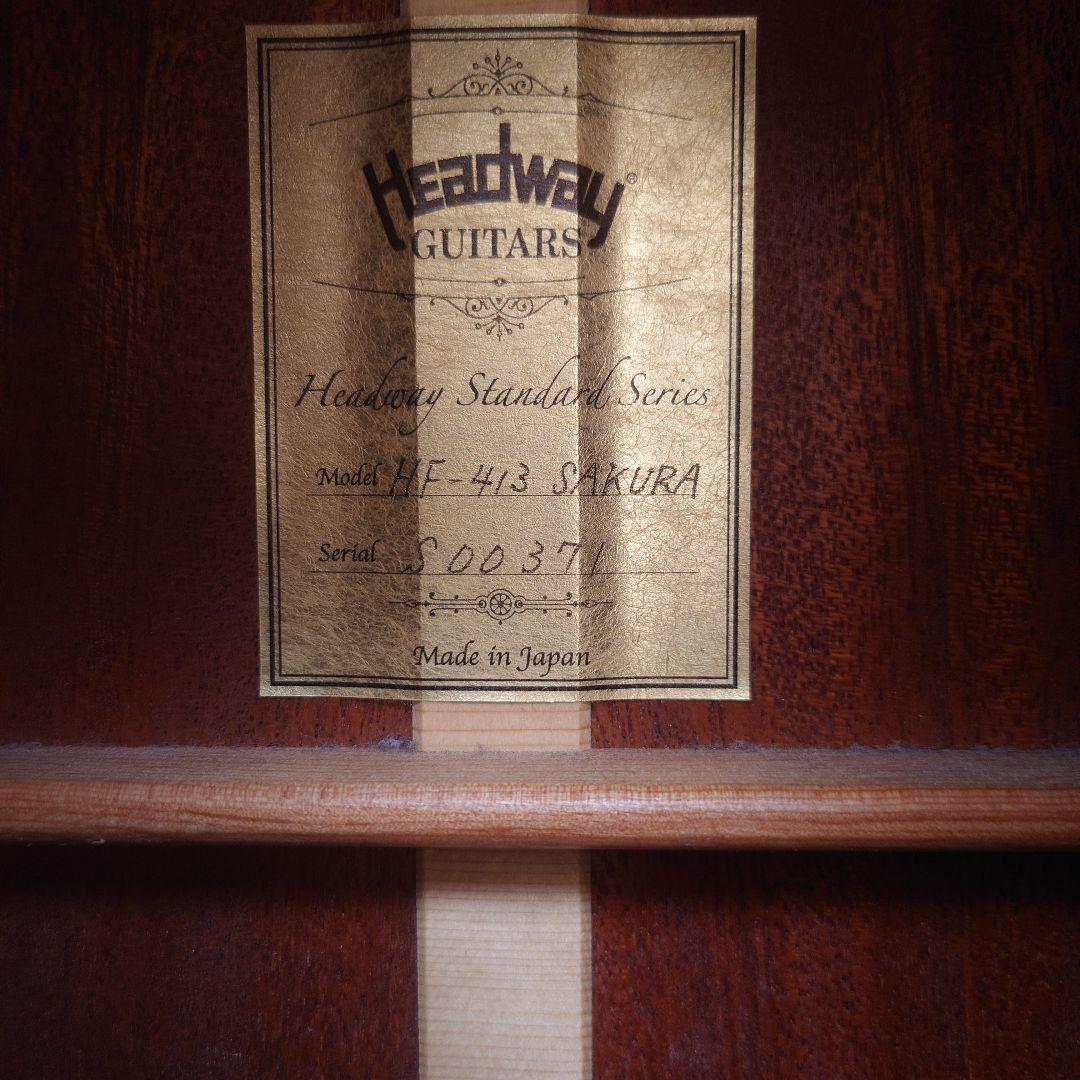 Headway®
GUITARS
Headway Standard Series
Model HF-413 SAKURA
Serial S00371
Made in Japan